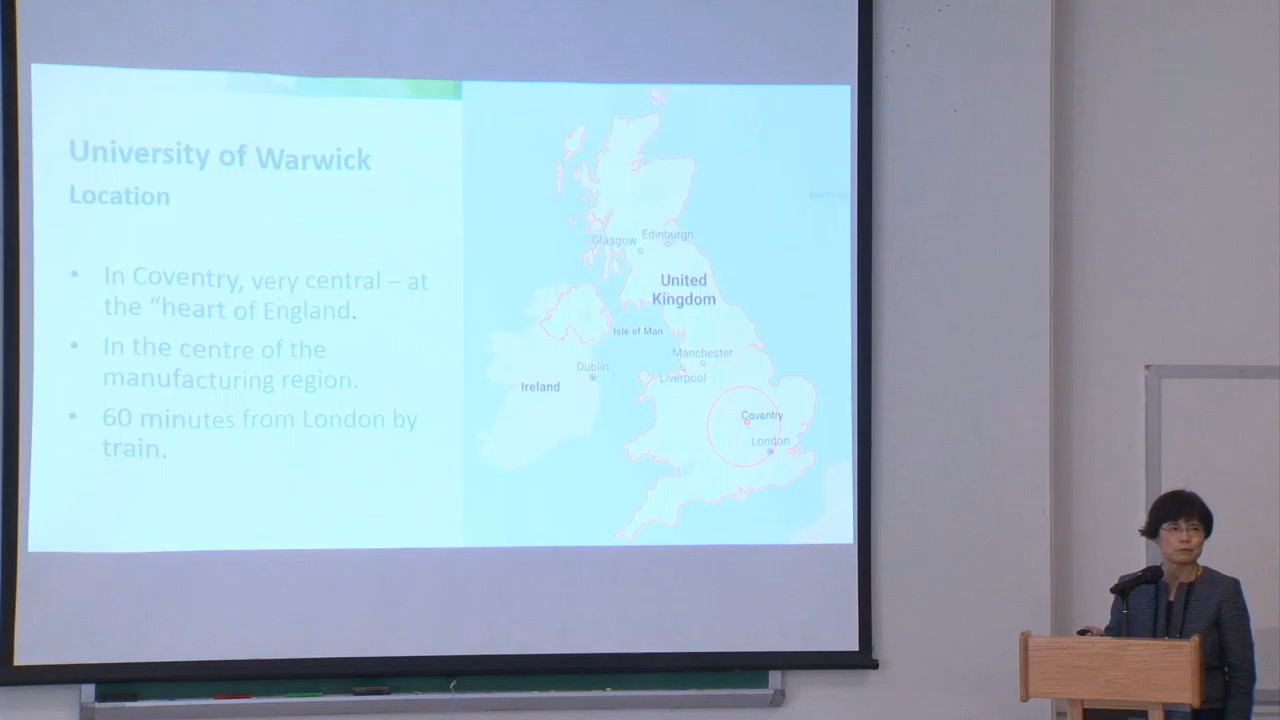 University of Warwick
Location
• In Coventry, very central – at
the “heart of England.
• In the centre of the
manufacturing region.
• 60 minutes from London by
train.
North Sea
Glasgow
Edinburgh
United
Kingdom
Isle of Man
Manchester
Dublin
Liverpool
Ireland
Coventry
London